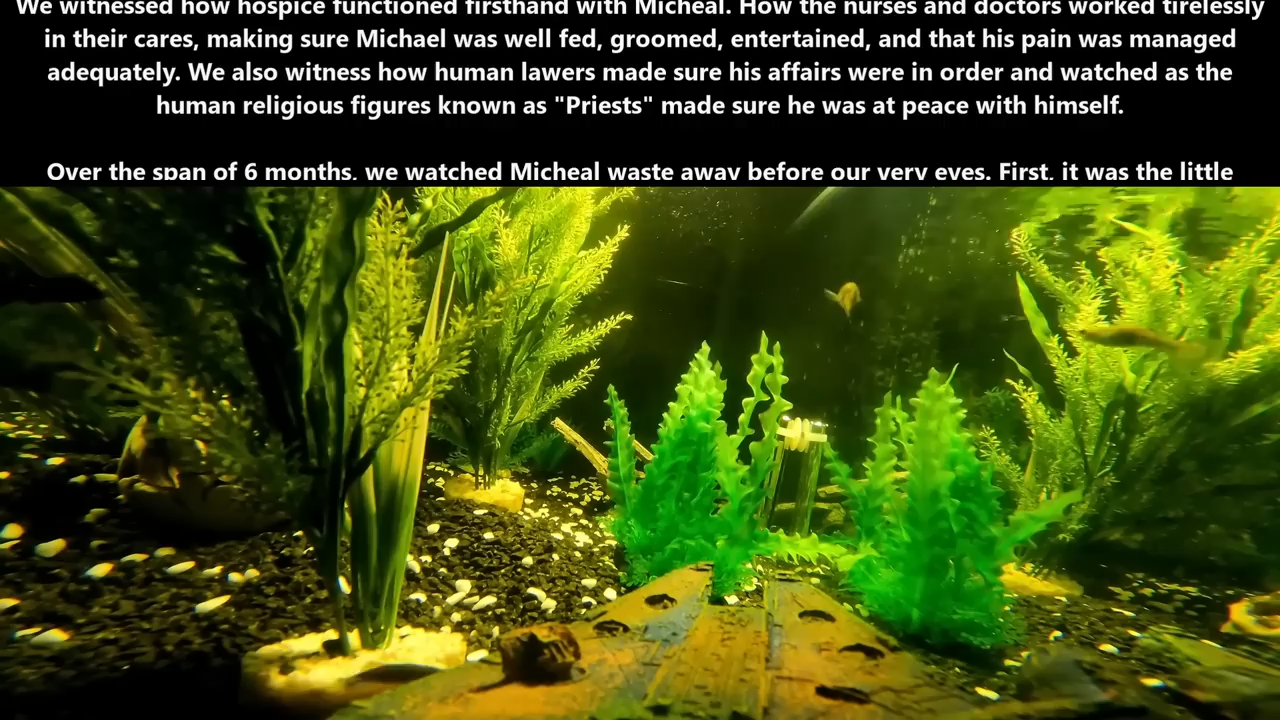 We witnessed how hospice functioned firsthand with Micheal. How the nurses and doctors worked tirelessly
in their cares, making sure Michael was well fed, groomed, entertained, and that his pain was managed
adequately. We also witness how human lawers made sure his affairs were in order and watched as the
human religious figures known as "Priests" made sure he was at peace with himself.
Over the span of 6 months, we watched Micheal waste away before our very eyes. First, it was the little